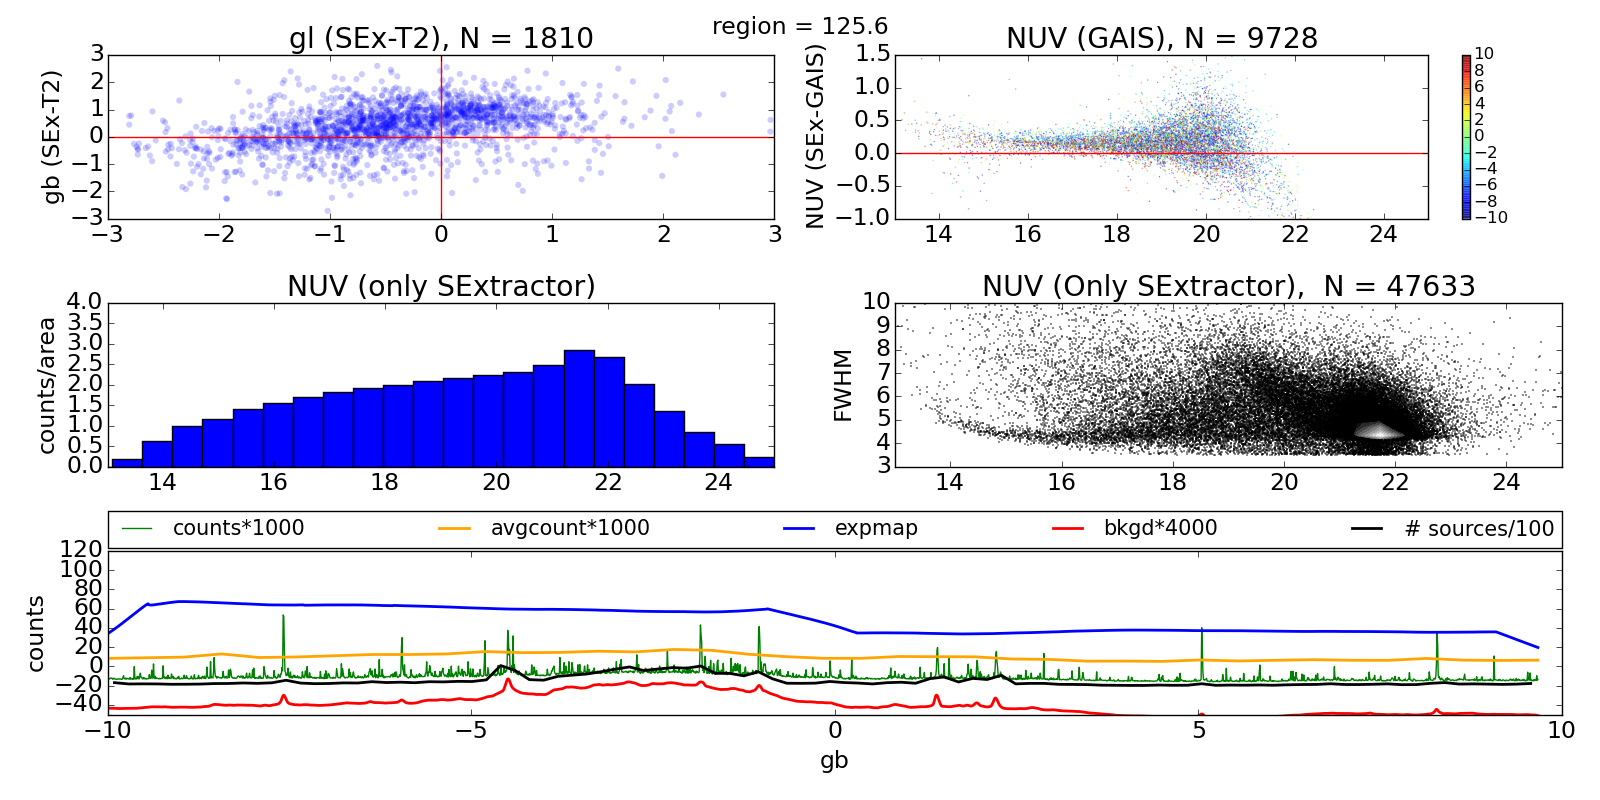 region = 125.6
gl (SEx-T2), N = 1810
gb (SEx-T2)
3
2
1
0
−1
−2
−3
−3 −2 −1 0 1 2 3
NUV (GAIS), N = 9728
NUV (SEx-GAIS)
1.5
1.0
0.5
0.0
−0.5
−1.0
14 16 18 20 22 24
10
8
6
4
2
0
−2
−4
−6
−8
−10
NUV (only SExtractor)
counts/area
4.0
3.5
3.0
2.5
2.0
1.5
1.0
0.5
0.0
14 16 18 20 22 24
NUV (Only SExtractor), N = 47633
FWHM
10
9
8
7
6
5
4
3
14 16 18 20 22 24
counts*1000 avgcount*1000 expmap bkgd*4000 # sources/100
counts
120
100
80
60
40
20
0
−20
−40
−10 −5 0 5 10
gb